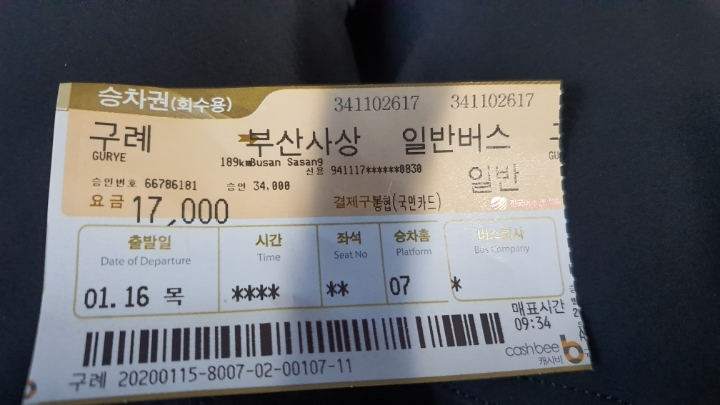 승차권(회수용)
341102617 341102617
구례 부산사상 일반버스
GURYE 189km Busan Sasang
신용 941117******0830
승인번호 66786181 승인 34,000 일반
요금 17,000 결제구분 농협(국민카드)
출발일 시간 좌석 승차홈 버스회사
Date of Departure Time Seat No Platform Bus Company
01. 16 목 **** ** 07 *
매표시간
09:34
cashbee
캐시비
구례 20200115-8007-02-00107-11